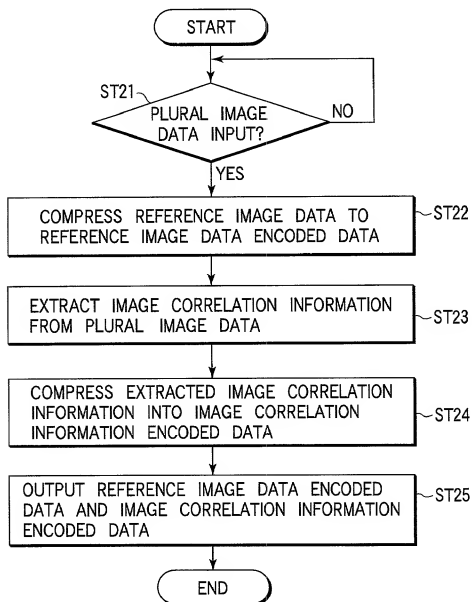 START
ST21
PLURAL IMAGE
DATA INPUT?
NO
YES
COMPRESS REFERENCE IMAGE DATA TO
REFERENCE IMAGE DATA ENCODED DATA
ST22
EXTRACT IMAGE CORRELATION INFORMATION
FROM PLURAL IMAGE DATA
ST23
COMPRESS EXTRACTED IMAGE CORRELATION
INFORMATION INTO IMAGE CORRELATION
INFORMATION ENCODED DATA
ST24
OUTPUT REFERENCE IMAGE DATA ENCODED
DATA AND IMAGE CORRELATION INFORMATION
ENCODED DATA
ST25
END